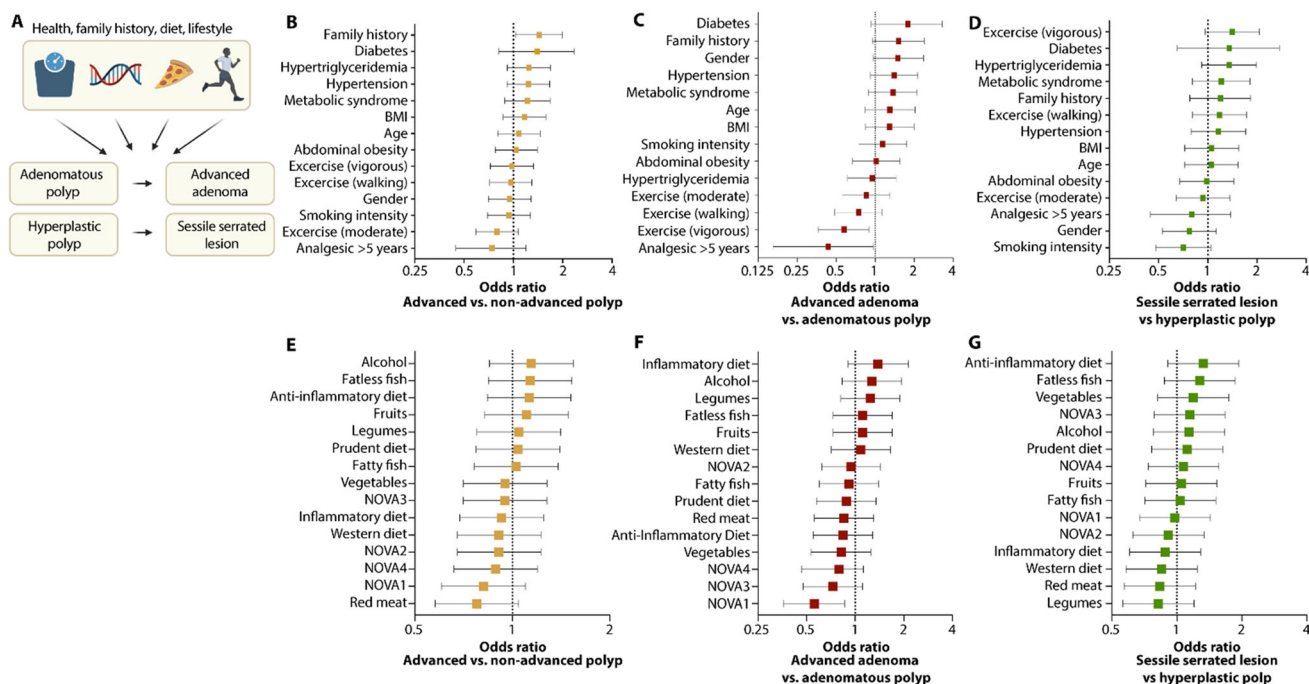 A
Health, family history, diet, lifestyle
Adenomatous
polyp
Advanced
adenoma
Hyperplastic
polyp
Sessile serrated
lesion
B
Family history
Diabetes
Hypertriglyceridemia
Hypertension
Metabolic syndrome
BMI
Age
Abdominal obesity
Excercise (vigorous)
Excercise (walking)
Gender
Smoking intensity
Excercise (moderate)
Analgesic >5 years
0.25 0.5 1 2 4
Odds ratio
Advanced vs. non-advanced polyp
C
Diabetes
Family history
Gender
Hypertension
Metabolic syndrome
Age
BMI
Smoking intensity
Abdominal obesity
Hypertriglyceridemia
Exercise (moderate)
Exercise (walking)
Exercise (vigorous)
Analgesic >5 years
0.125 0.25 0.5 1 2 4
Odds ratio
Advanced adenoma
vs. adenomatous polyp
D
Excercise (vigorous)
Diabetes
Hypertriglyceridemia
Metabolic syndrome
Family history
Excercise (walking)
Hypertension
BMI
Age
Abdominal obesity
Excercise (moderate)
Analgesic >5 years
Gender
Smoking intensity
0.25 0.5 1 2 4
Odds ratio
Sessile serrated lesion
vs hyperplastic polyp
E
Alcohol
Fatless fish
Anti-inflammatory diet
Fruits
Legumes
Prudent diet
Fatty fish
Vegetables
NOVA3
Inflammatory diet
Western diet
NOVA2
NOVA4
NOVA1
Red meat
0.5 1 2
Odds ratio
Advanced vs. non-advanced polyp
F
Inflammatory diet
Alcohol
Legumes
Fatless fish
Fruits
Western diet
NOVA2
Fatty fish
Prudent diet
Red meat
Anti-Inflammatory Diet
Vegetables
NOVA4
NOVA3
NOVA1
0.25 0.5 1 2 4
Odds ratio
Advanced adenoma
vs. adenomatous polyp
G
Anti-inflammatory diet
Fatless fish
Vegetables
NOVA3
Alcohol
Prudent diet
NOVA4
Fruits
Fatty fish
NOVA1
NOVA2
Inflammatory diet
Western diet
Red meat
Legumes
0.5 1 2 4
Odds ratio
Sessile serrated lesion
vs hyperplastic polp